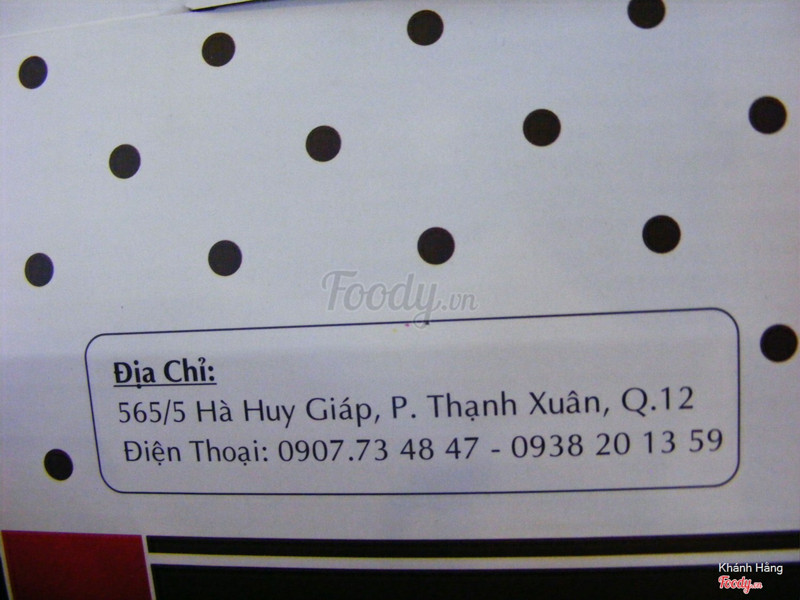 Foody.vn
Địa Chỉ:
565/5 Hà Huy Giáp, P. Thạnh Xuân, Q.12
Điện Thoại: 0907.73 48 47 - 0938 20 13 59
Khánh Hằng
Foody.vn